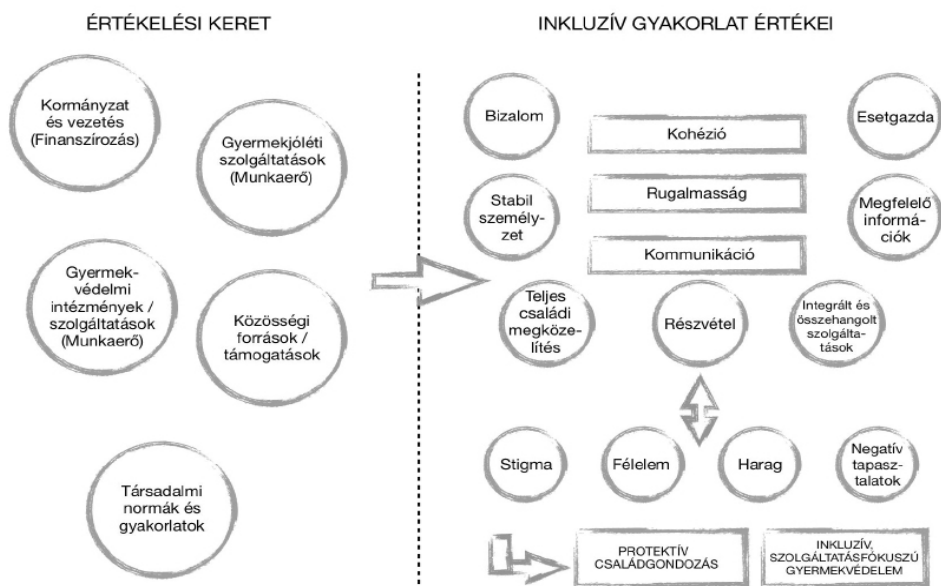 ÉRTÉKELÉSI KERET
Kormányzat
és vezetés
(Finanszírozás)
Gyermekjóléti
szolgáltatások
(Munkaerő)
Gyermek-
védelmi
intézmények /
szolgáltatások
(Munkaerő)
Közösségi
források /
támogatások
Társadalmi
normák és
gyakorlatok
INKLUZÍV GYAKORLAT ÉRTÉKEI
Bizalom
Kohézió
Esetgazda
Stabil
személy-
zet
Rugalmasság
Megfelelő
informá-
ciók
Kommunikáció
Teljes
családi
megköze-
lítés
Részvétel
Integrált és
összehangolt
szolgálta-
tások
Stigma
Félelem
Harag
Negatív
tapasz-
talatok
PROTEKTÍV
CSALÁDGONDOZÁS
INKLUZÍV,
SZOLGÁLTATÁSFÓKUSZÚ
GYERMEKVÉDELEM